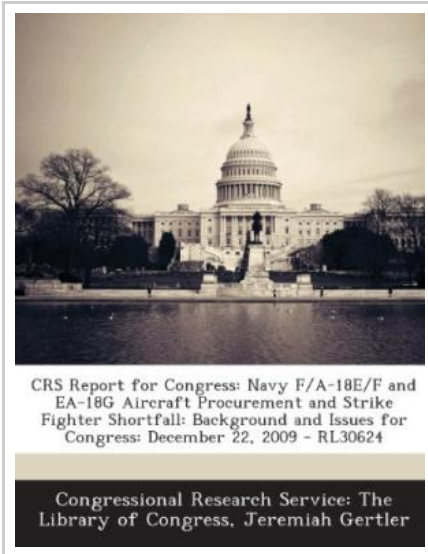 CRS Report for Congress: Navy F/A-18E/F and
EA-18G Aircraft Procurement and Strike
Fighter Shortfall: Background and Issues for
Congress: December 22, 2009 - RL30624
Congressional Research Service: The
Library of Congress, Jeremiah Gertler